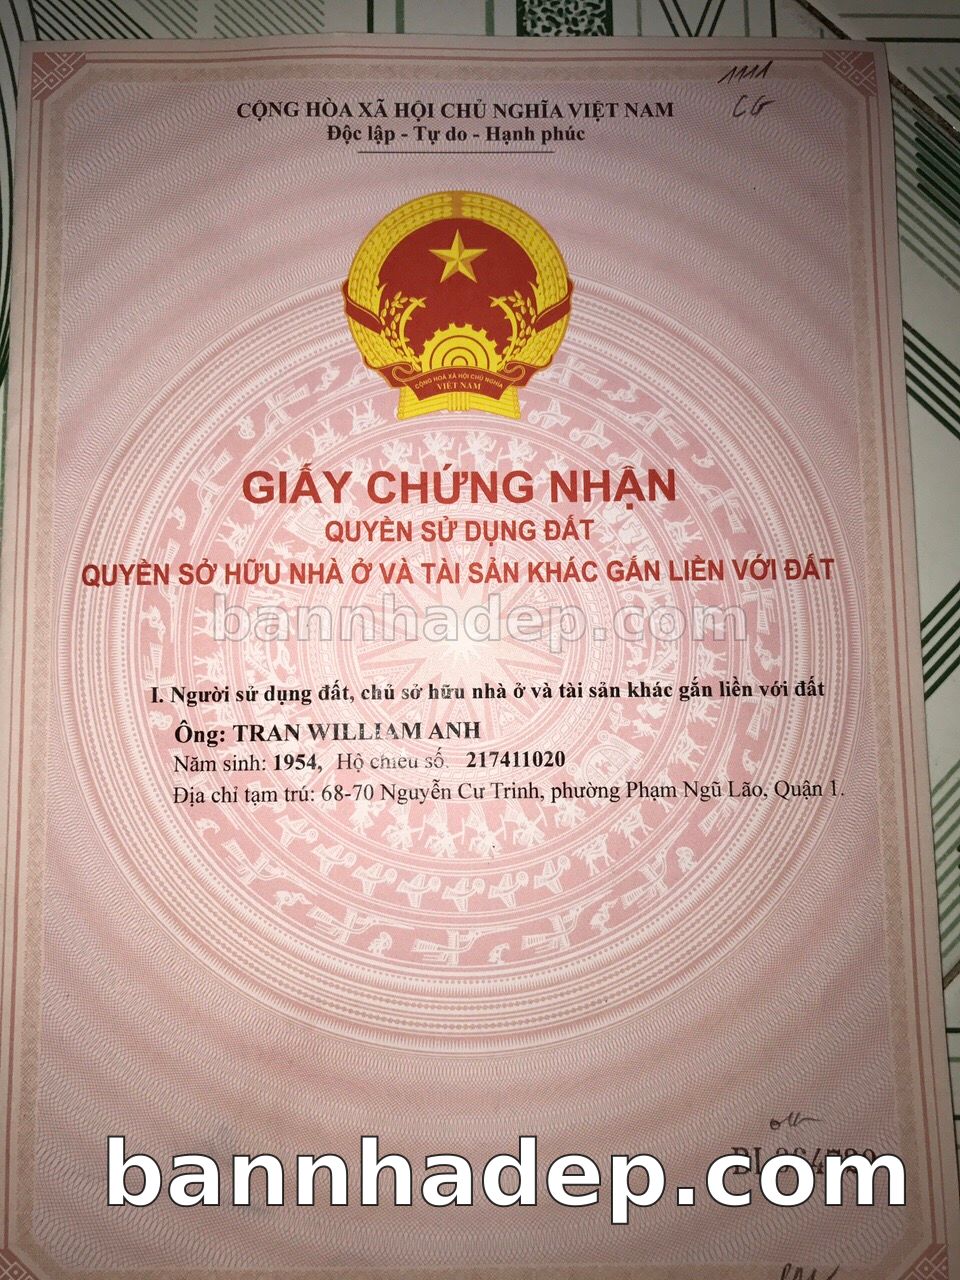 1111
CG
CỘNG HÒA XÃ HỘI CHỦ NGHĨA VIỆT NAM
Độc lập - Tự do - Hạnh phúc
CỘNG HOÀ XÃ HỘI CHỦ NGHĨA
VIỆT NAM
GIẤY CHỨNG NHẬN
QUYỀN SỬ DỤNG ĐẤT
QUYỀN SỞ HỮU NHÀ Ở VÀ TÀI SẢN KHÁC GẮN LIỀN VỚI ĐẤT
bannhadep.com
I. Người sử dụng đất, chủ sở hữu nhà ở và tài sản khác gắn liền với đất
Ông: TRAN WILLIAM ANH
Năm sinh: 1954, Hộ chiếu số: 217411020
Địa chỉ tạm trú: 68-70 Nguyễn Cư Trinh, phường Phạm Ngũ Lão, Quận 1.
bannhadep.com